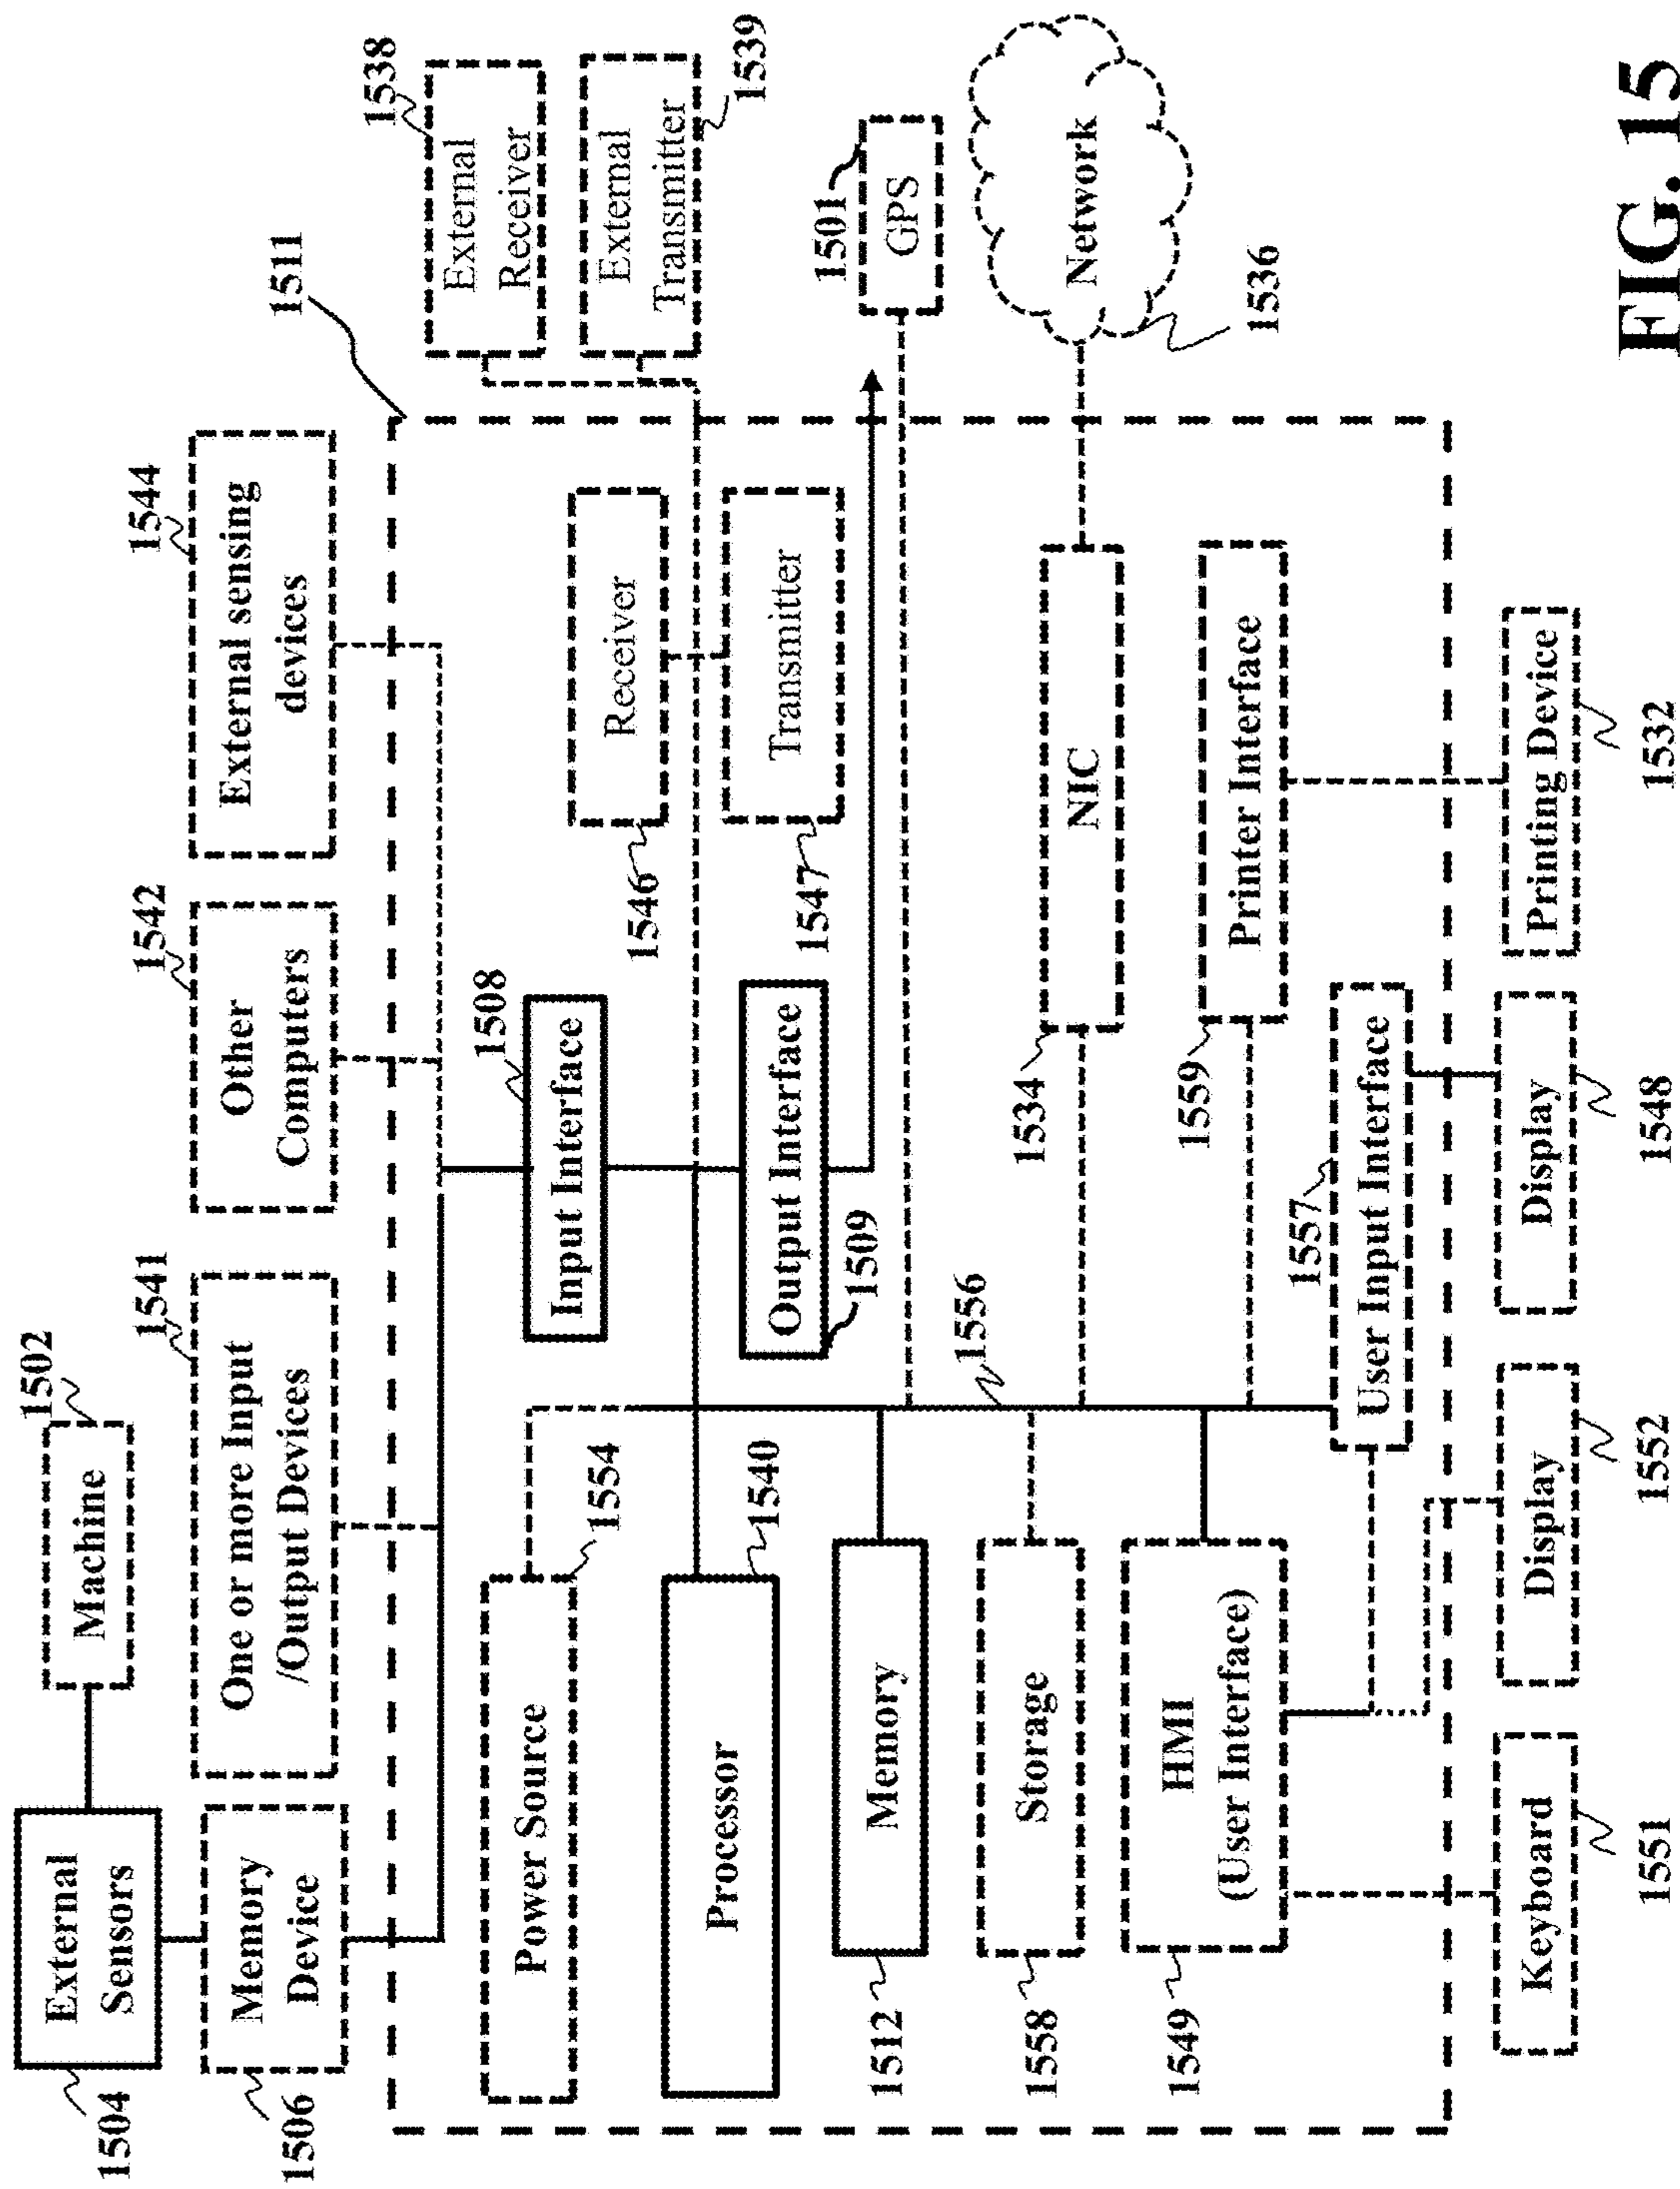 1504
External
Sensors
Machine
1502
1506
Memory
Device
One or more Input
/Output Devices
1541
Other
Computers
1542
External sensing
devices
1544
1511
Power Source
1554
Input Interface
1508
Receiver
1546
External
Receiver
1538
Processor
1540
Output Interface
1509
Transmitter
1547
External
Transmitter
1539
1512
Memory
1556
GPS
1501
1558
Storage
1534
NIC
Network
1536
1549
HMI
(User Interface)
1559
Printer Interface
1557
User Input Interface
Keyboard
1551
Display
1552
Display
1548
Printing Device
1532
FIG. 15